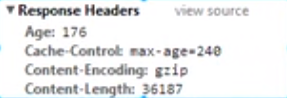 ▼Response Headers view source
Age: 176
Cache-Control: max-age=240
Content-Encoding: gzip
Content-Length: 36187